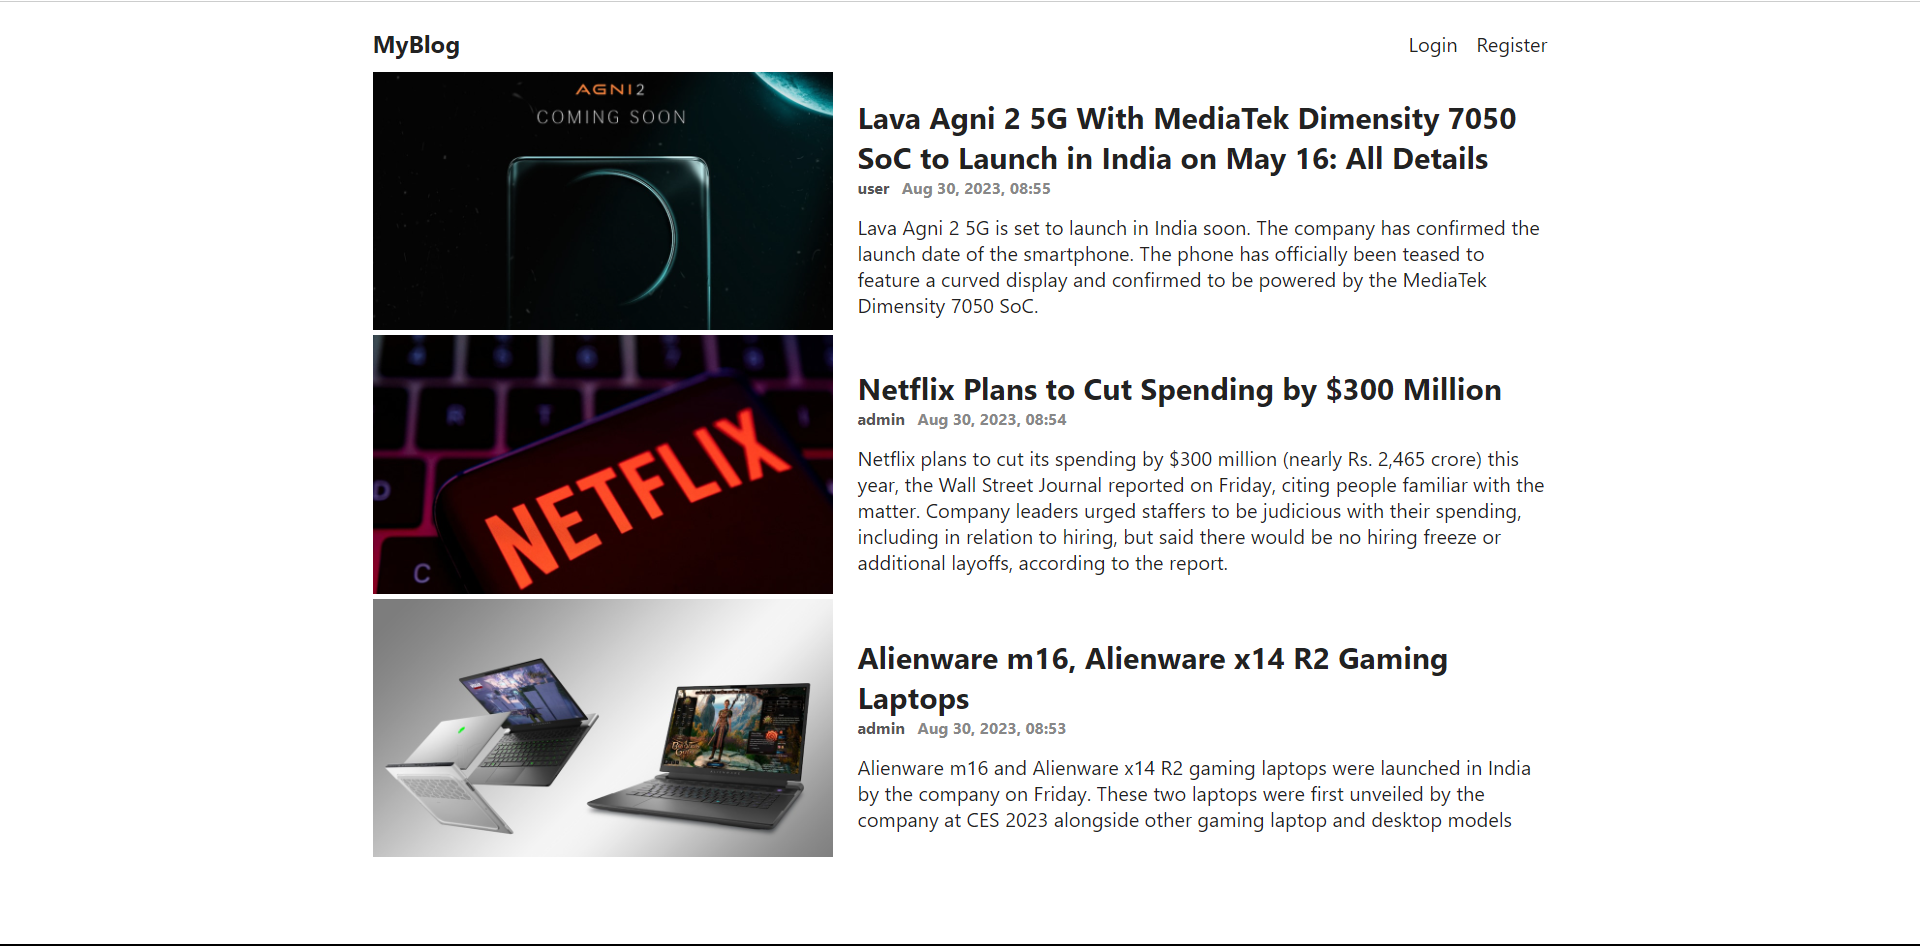 MyBlog
Login Register
AGNI2
COMING SOON
Lava Agni 2 5G With MediaTek Dimensity 7050
SoC to Launch in India on May 16: All Details
user Aug 30, 2023, 08:55
Lava Agni 2 5G is set to launch in India soon. The company has confirmed the
launch date of the smartphone. The phone has officially been teased to
feature a curved display and confirmed to be powered by the MediaTek
Dimensity 7050 SoC.
R
T
L
D
C
NETFLIX
Netflix Plans to Cut Spending by $300 Million
admin Aug 30, 2023, 08:54
Netflix plans to cut its spending by $300 million (nearly Rs. 2,465 crore) this
year, the Wall Street Journal reported on Friday, citing people familiar with the
matter. Company leaders urged staffers to be judicious with their spending,
including in relation to hiring, but said there would be no hiring freeze or
additional layoffs, according to the report.
Alienware m16, Alienware x14 R2 Gaming
Laptops
admin Aug 30, 2023, 08:53
Alienware m16 and Alienware x14 R2 gaming laptops were launched in India
by the company on Friday. These two laptops were first unveiled by the
company at CES 2023 alongside other gaming laptop and desktop models